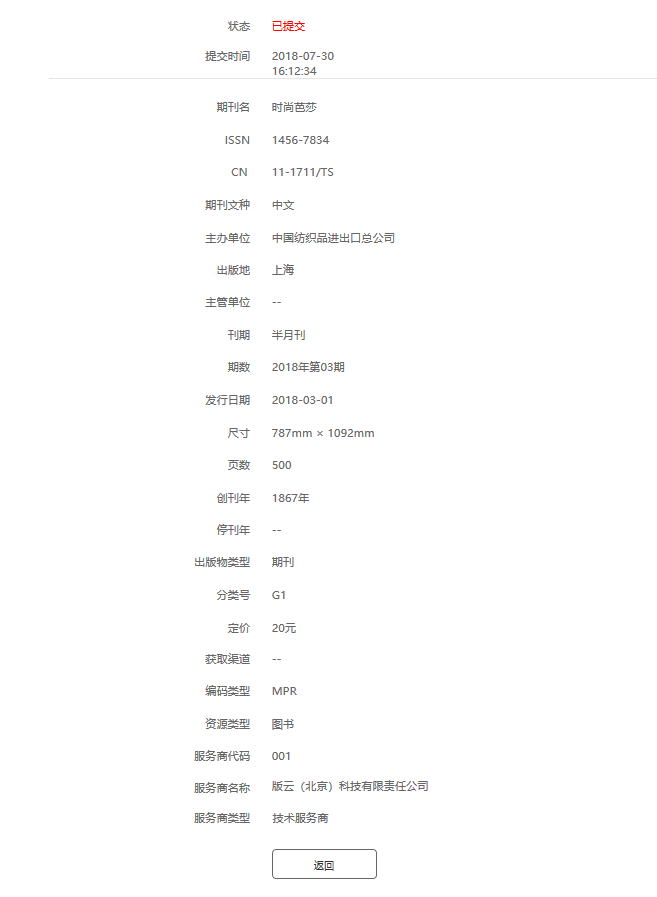 状态 已提交
提交时间 2018-07-30
16:12:34
期刊名 时尚芭莎
ISSN 1456-7834
CN 11-1711/TS
期刊文种 中文
主办单位 中国纺织品进出口总公司
出版地 上海
主管单位 --
刊期 半月刊
期数 2018年第03期
发行日期 2018-03-01
尺寸 787mm × 1092mm
页数 500
创刊年 1867年
停刊年 --
出版物类型 期刊
分类号 G1
定价 20元
获取渠道 --
编码类型 MPR
资源类型 图书
服务商代码 001
服务商名称 版云（北京）科技有限责任公司
服务商类型 技术服务商
返回